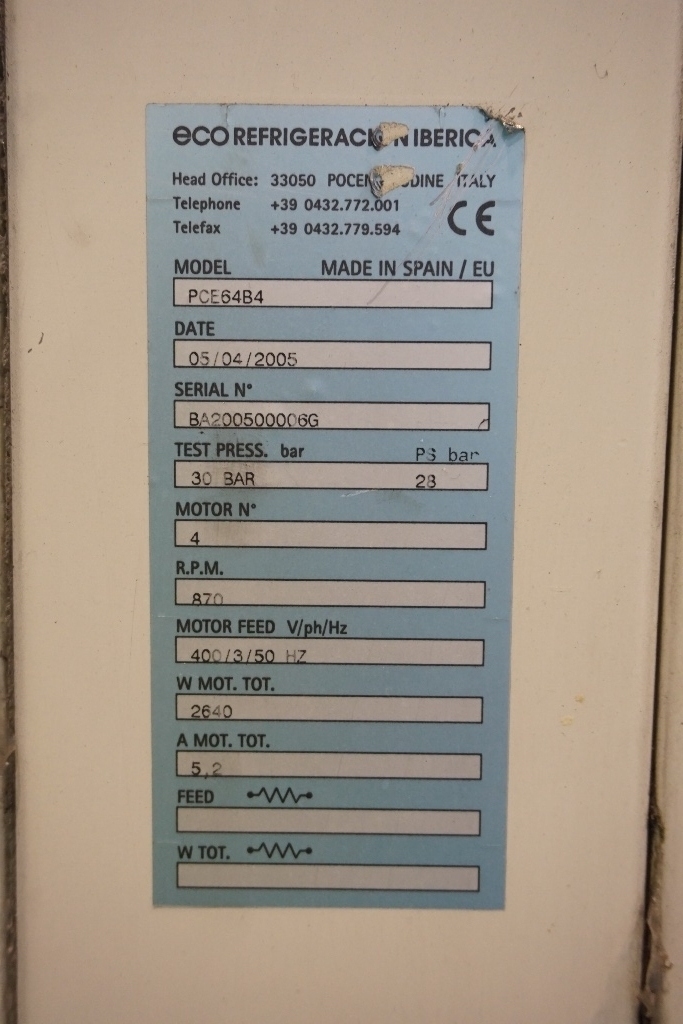 eco REFRIGERACIÓN IBERICA
Head Office: 33050 UDINE ITALY
Telephone +39 0432.772.001
Telefax +39 0432.779.594
CE
MODEL MADE IN SPAIN / EU
PCE64B4
DATE
05/04/2005
SERIAL N°
BA200500006G
TEST PRESS. bar PS bar
30 BAR 28
MOTOR N°
4
R.P.M.
870
MOTOR FEED V/ph/Hz
400/3/50 HZ
W MOT. TOT.
2640
A MOT. TOT.
5,2
FEED
W TOT.